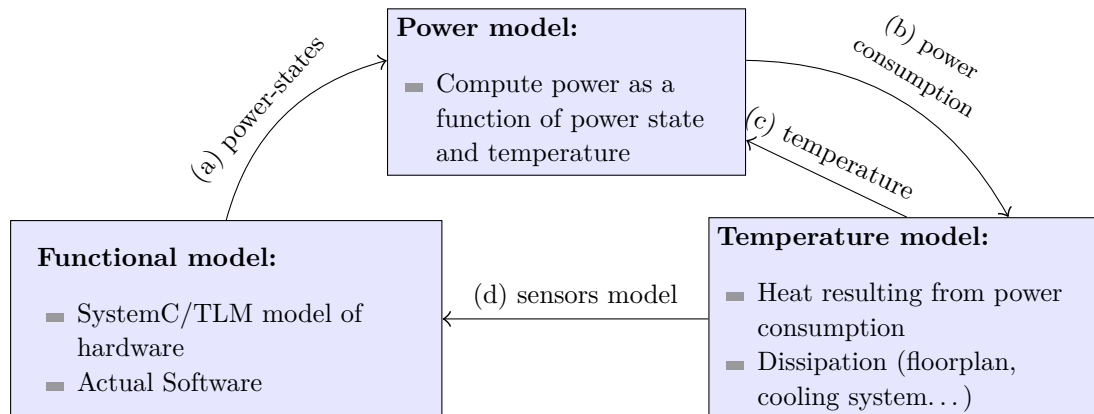 Power model:
Compute power as a
function of power state
and temperature
(a) power-states
(b) power
consumption
(c) temperature
Functional model:
SystemC/TLM model of
hardware
Actual Software
(d) sensors model
Temperature model:
Heat resulting from power
consumption
Dissipation (floorplan,
cooling system...)